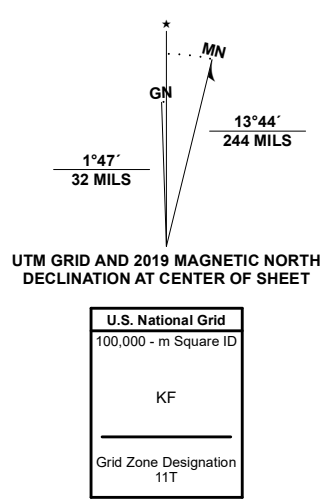 ★
MN
GN
13°44´
244 MILS
1°47´
32 MILS
UTM GRID AND 2019 MAGNETIC NORTH
DECLINATION AT CENTER OF SHEET
U.S. National Grid
100,000 - m Square ID
KF
Grid Zone Designation
11T